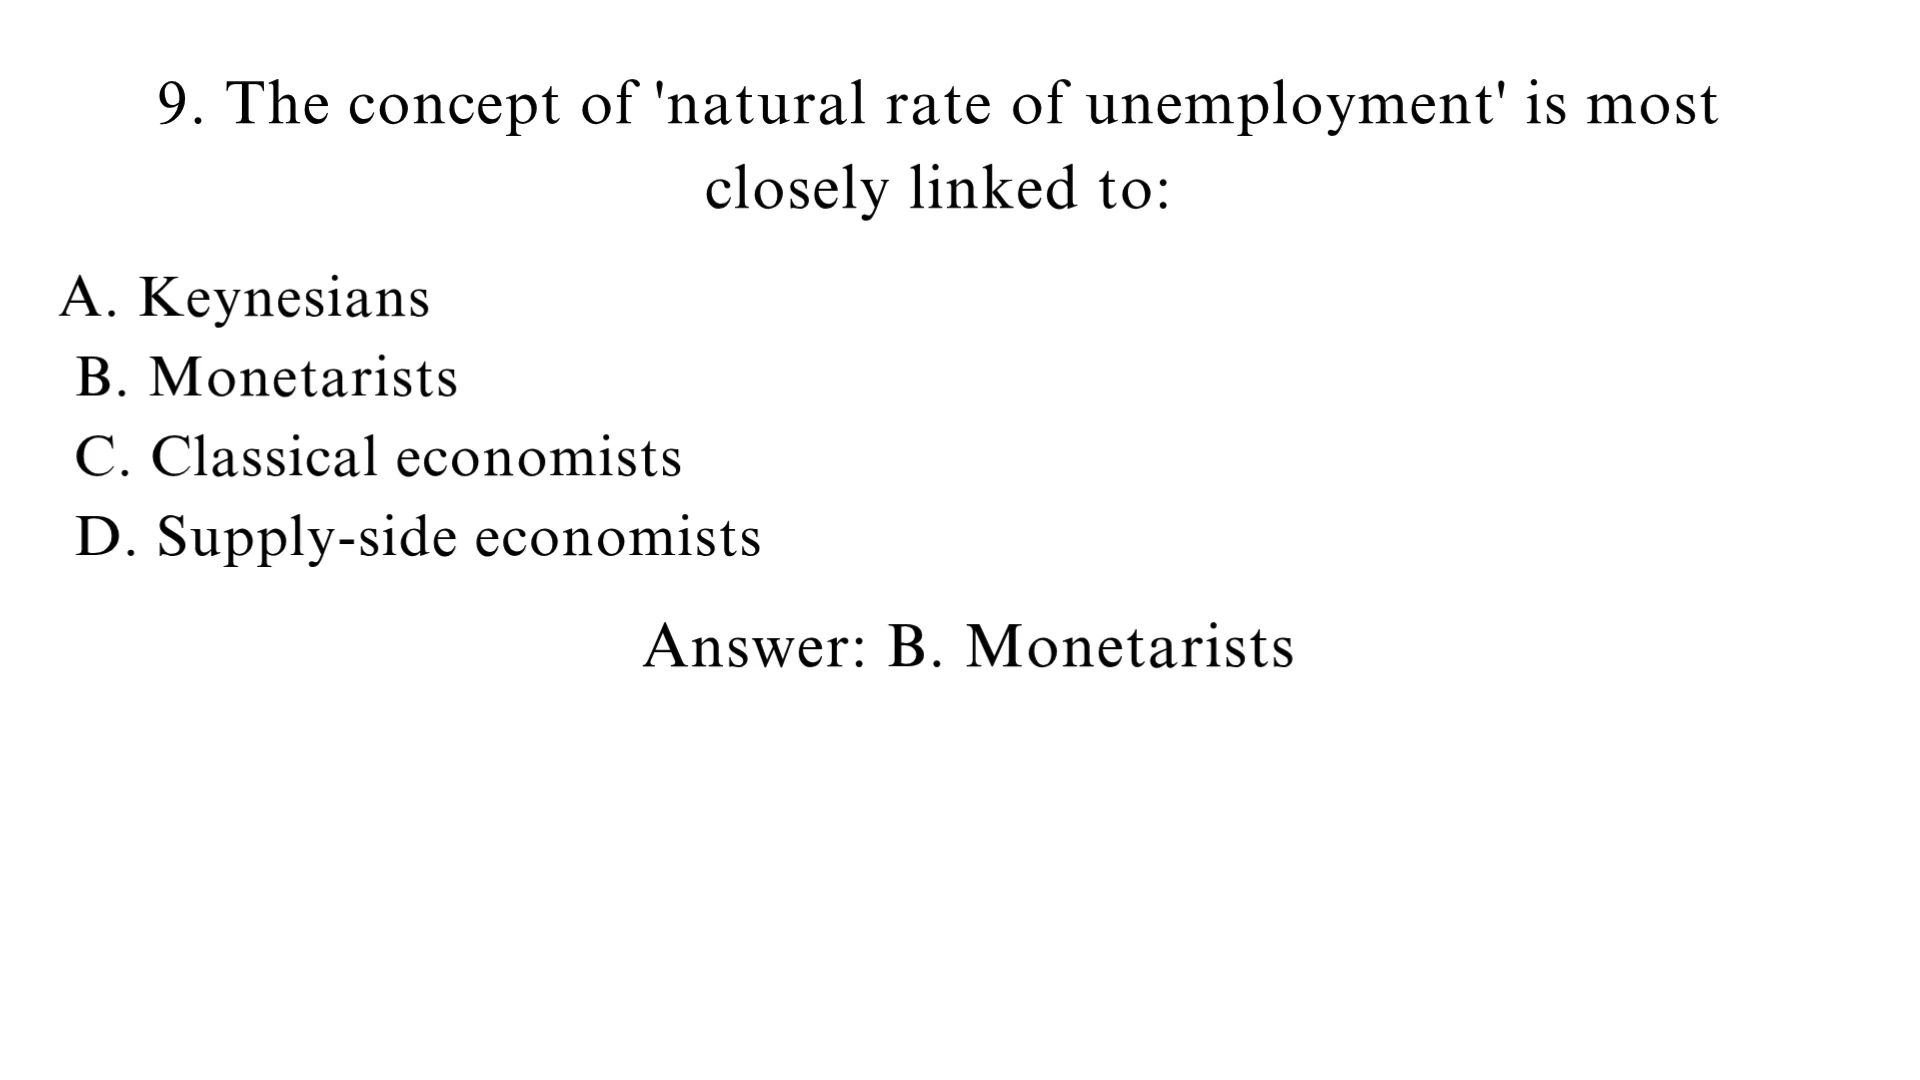 9. The concept of 'natural rate of unemployment' is most
closely linked to:
A. Keynesians
B. Monetarists
C. Classical economists
D. Supply-side economists
Answer: B. Monetarists